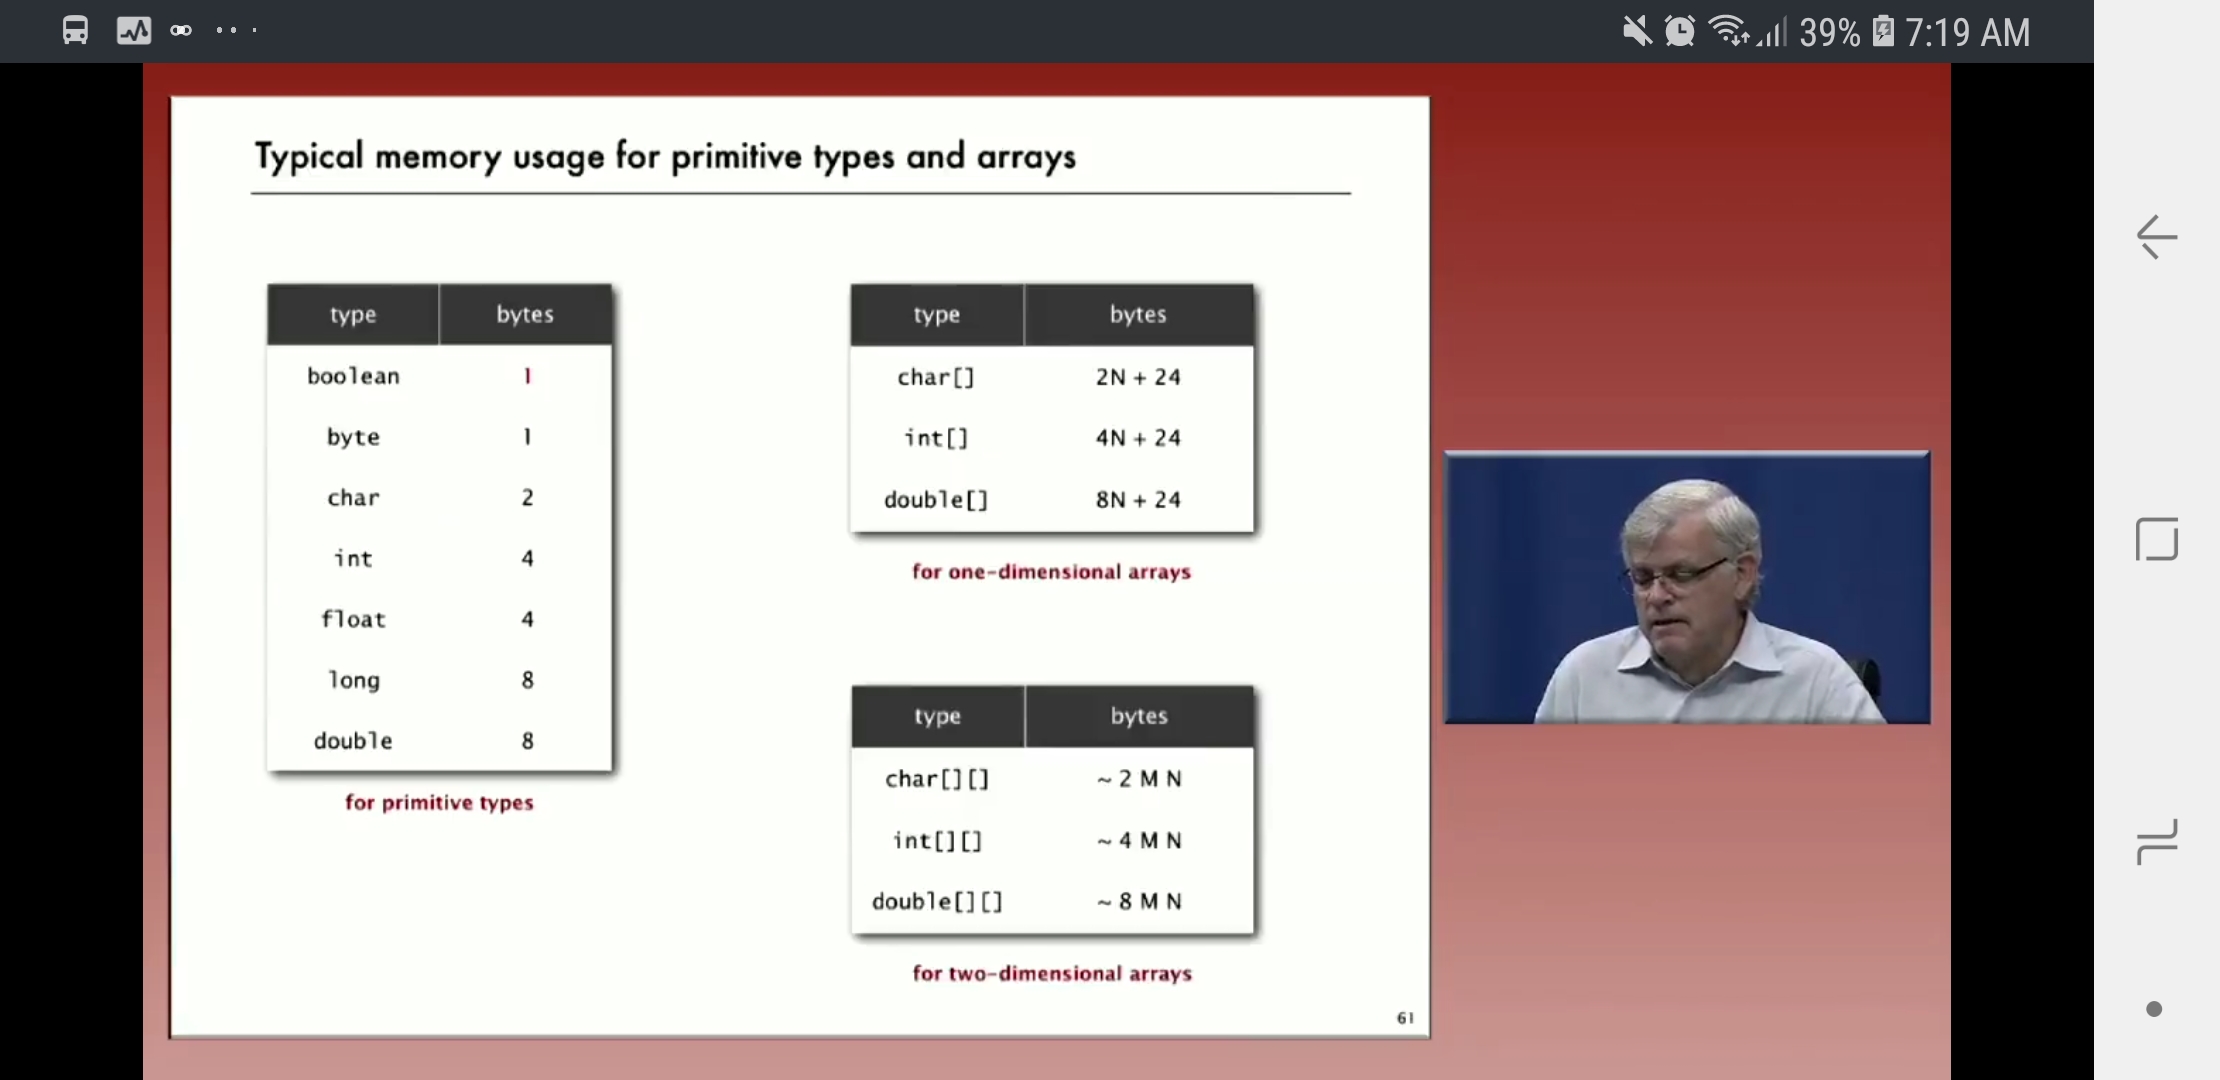 39% 7:19 AM
Typical memory usage for primitive types and arrays
type bytes
boolean 1
byte 1
char 2
int 4
float 4
long 8
double 8
for primitive types
type bytes
char[] 2N + 24
int[] 4N + 24
double[] 8N + 24
for one-dimensional arrays
type bytes
char[][] ~ 2 M N
int[][] ~ 4 M N
double[][] ~ 8 M N
for two-dimensional arrays
61